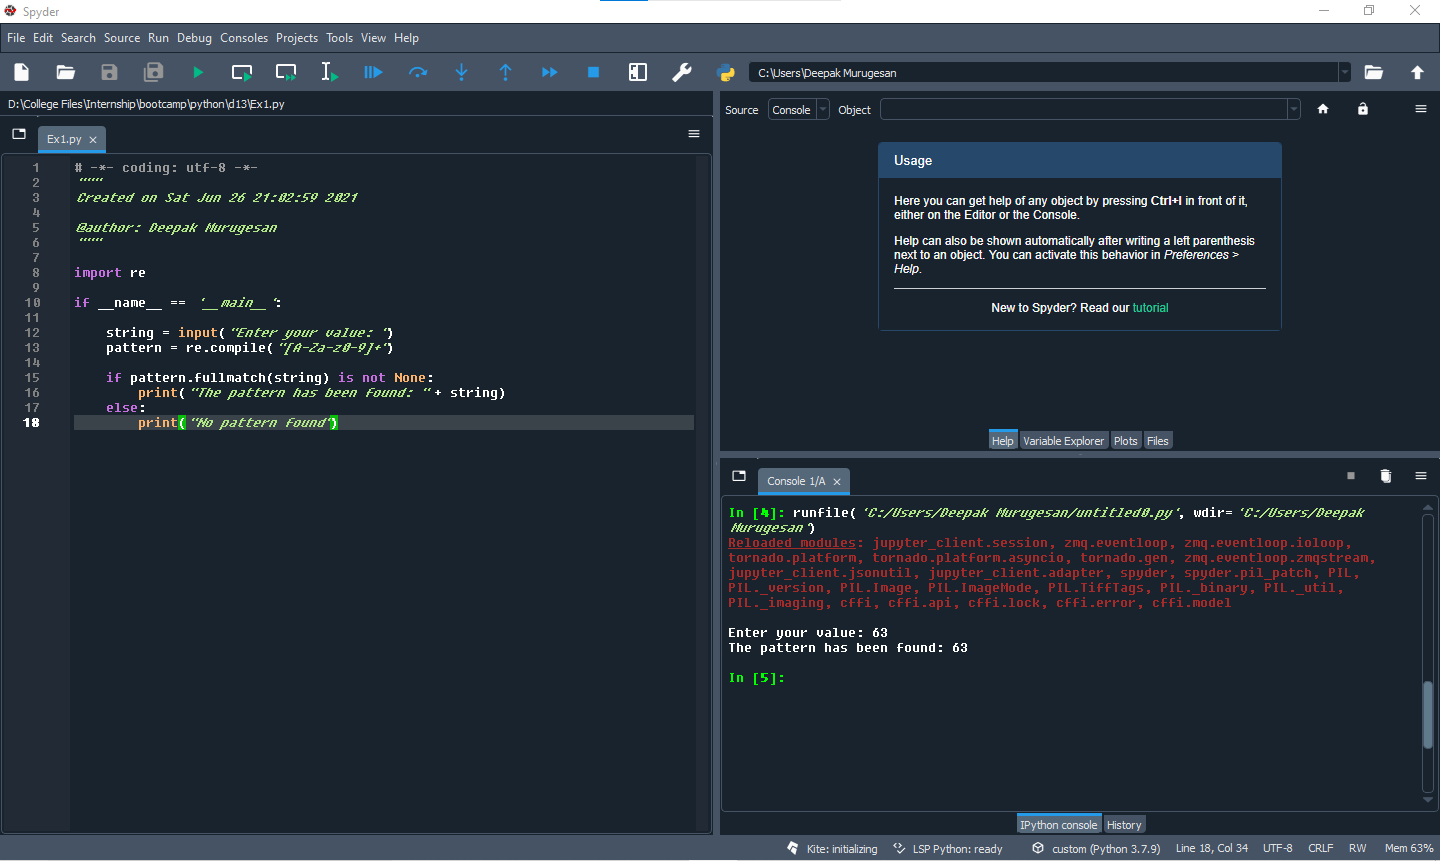 Spyder
File Edit Search Source Run Debug Consoles Projects Tools View Help
C:\Users\Deepak Murugesan
D:\College Files\Internship\bootcamp\python\d13\Ex1.py
Ex1.py
1 # -*- coding: utf-8 -*-
2 """
3 Created on Sat Jun 26 21:02:59 2021
4
5 @author: Deepak Murugesan
6 """
7
8 import re
9
10 if __name__ == '__main__':
11
12 string = input("Enter your value: ")
13 pattern = re.compile("[A-Za-z0-9]+")
14
15 if pattern.fullmatch(string) is not None:
16 print("The pattern has been found: "+ string)
17 else:
18 print("No pattern found")
Source Console Object
Usage
Here you can get help of any object by pressing Ctrl+I in front of it,
either on the Editor or the Console.
Help can also be shown automatically after writing a left parenthesis
next to an object. You can activate this behavior in Preferences >
Help.
New to Spyder? Read our tutorial
Help Variable Explorer Plots Files
Console 1/A
In [4]: runfile('C:/Users/Deepak Murugesan/untitled0.py', wdir='C:/Users/Deepak
Murugesan')
Reloaded modules: jupyter_client.session, zmq.eventloop, zmq.eventloop.ioloop,
tornado.platform, tornado.platform.asyncio, tornado.gen, zmq.eventloop.zmqstream,
jupyter_client.jsonutil, jupyter_client.adapter, spyder, spyder.pil_patch, PIL,
PIL._version, PIL.Image, PIL.ImageMode, PIL.TiffTags, PIL._binary, PIL._util,
PIL._imaging, cffi, cffi.api, cffi.lock, cffi.error, cffi.model
Enter your value: 63
The pattern has been found: 63
In [5]:
IPython console History
Kite: initializing LSP Python: ready custom (Python 3.7.9) Line 18, Col 34 UTF-8 CRLF RW Mem 63%